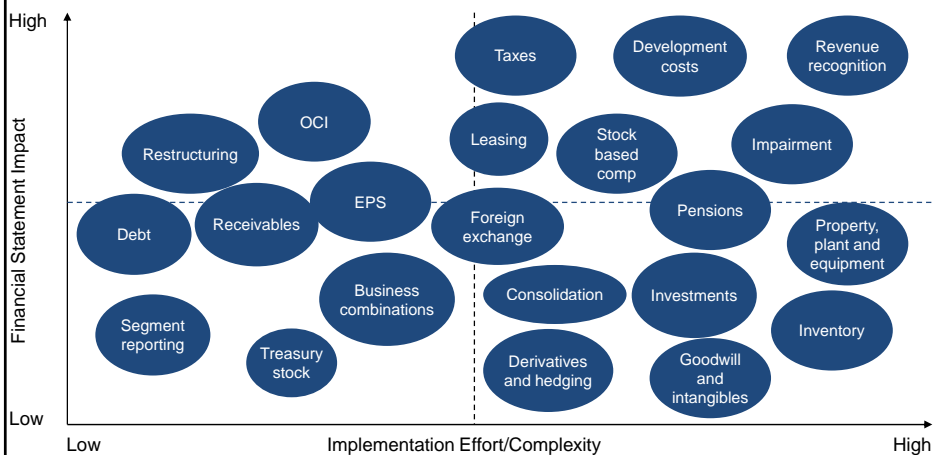 High
Taxes
Development
costs
Revenue
recognition
OCI
Restructuring
Leasing
Stock
based
comp
Impairment
EPS
Debt
Receivables
Foreign
exchange
Pensions
Property,
plant and
equipment
Business
combinations
Consolidation
Investments
Segment
reporting
Treasury
stock
Derivatives
and hedging
Goodwill
and
intangibles
Inventory
Financial Statement Impact
Low
Low
Implementation Effort/Complexity
High